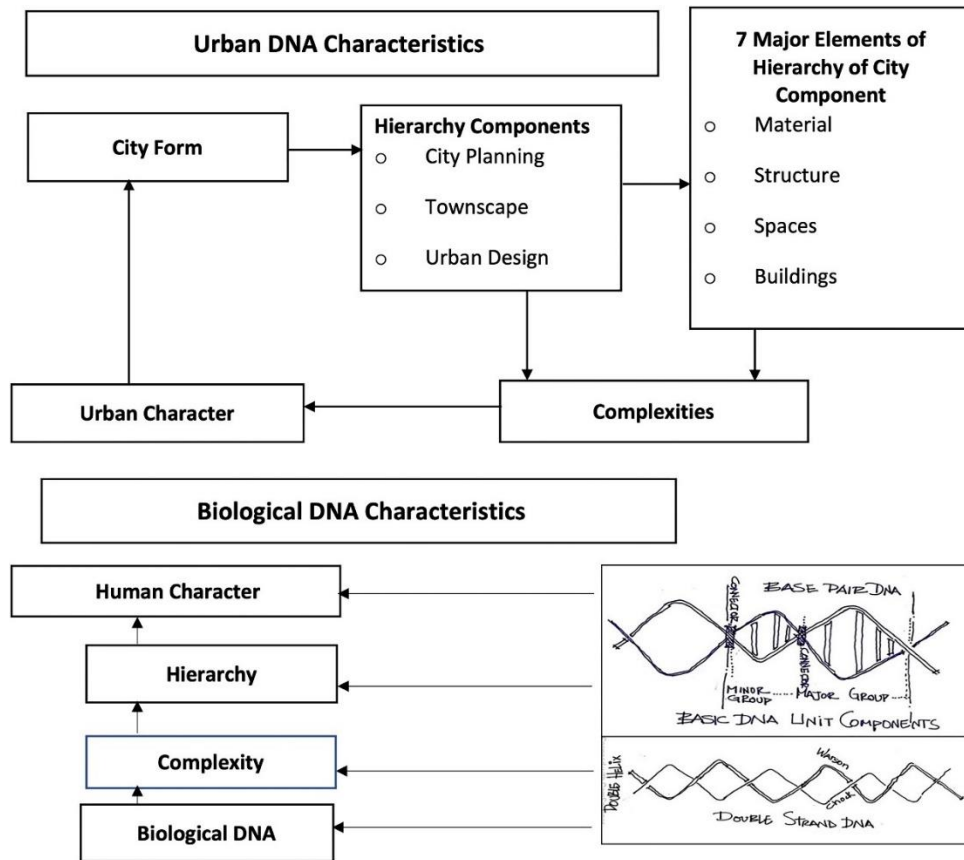 Urban DNA Characteristics
7 Major Elements of
Hierarchy of City
Component
○ Material
○ Structure
○ Spaces
○ Buildings
City Form
Hierarchy Components
○ City Planning
○ Townscape
○ Urban Design
Urban Character
Complexities
Biological DNA Characteristics
Human Character
Hierarchy
Complexity
Biological DNA
BASE PAIR DNA
MINOR
GROUP
MAJOR GROUP
BASIC DNA UNIT COMPONENTS
DOUBLE HELIX
WATSON
DOUBLE STRAND DNA